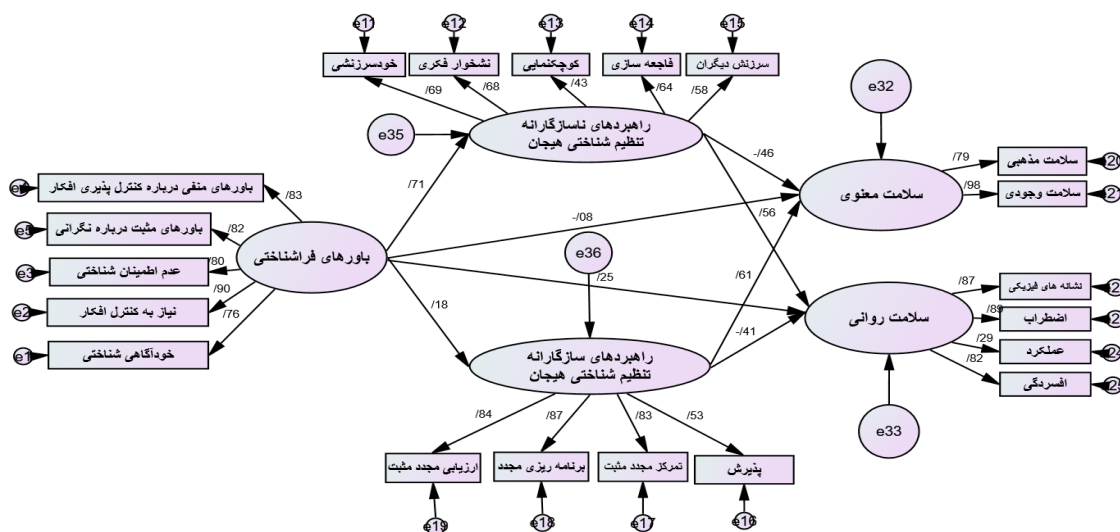 e11
e12
e13
e14
e15
خودسرزنشی
نشخوار فکری
کوچکنمایی
فاجعه سازی
سرزنش دیگران
/69
/68
/43
/64
/58
e35
راهبردهای ناسازگارانه
تنظیم شناختی هیجان
e32
سلامت معنوی
/79
سلامت مذهبی
/98
سلامت وجودی
-/46
/56
/71
-/08
/25
/18
/61
-/41
باورهای منفی درباره کنترل پذیری افکار
/83
e5
باورهای مثبت درباره نگرانی
/82
e3
عدم اطمینان شناختی
/80
e2
نیاز به کنترل افکار
/90
e1
خودآگاهی شناختی
/76
باورهای فراشناختی
e36
راهبردهای سازگارانه
تنظیم شناختی هیجان
سلامت روانی
/87
نشانه های فیزیکی
/89
اضطراب
/29
عملکرد
/82
افسردگی
e33
/84
/87
/83
/53
ارزیابی مجدد مثبت
برنامه ریزی مجدد
تمرکز مجدد مثبت
پذیرش
e19
e18
e17
e16